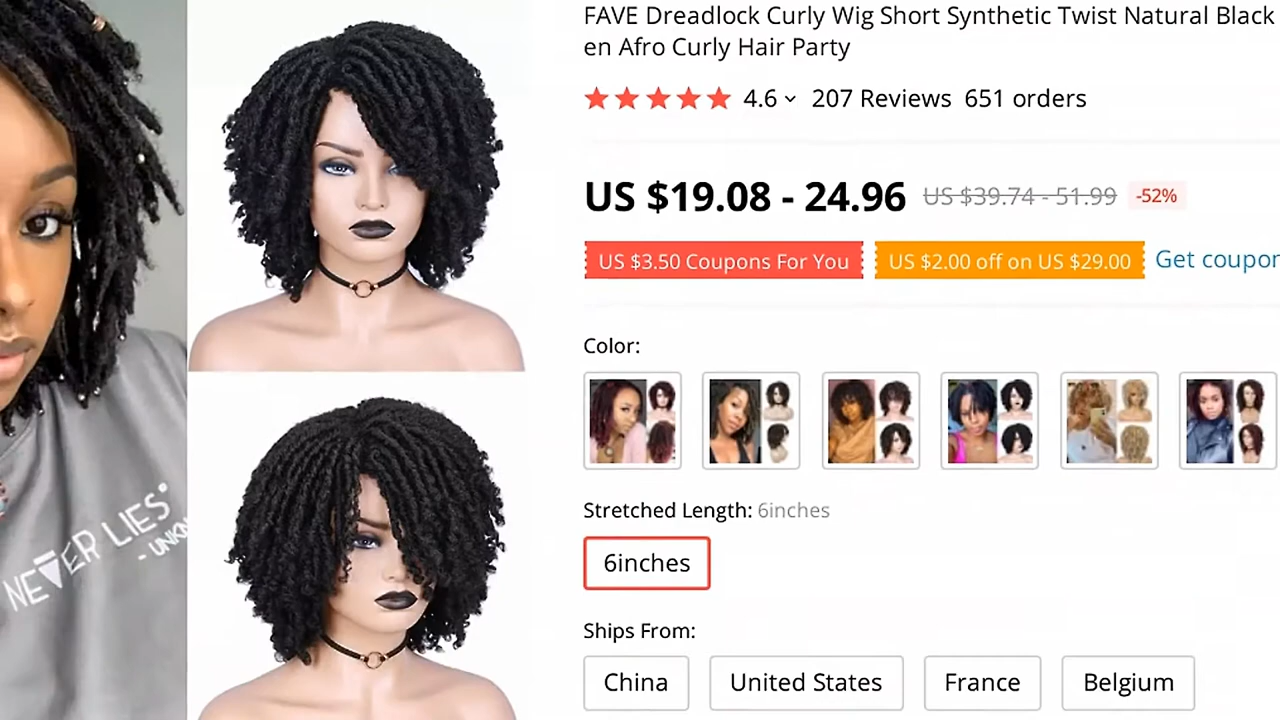 FAVE Dreadlock Curly Wig Short Synthetic Twist Natural Black
en Afro Curly Hair Party
4.6 207 Reviews 651 orders
US $19.08 - 24.96 US $39.74 - 51.99 -52%
US $3.50 Coupons For You US $2.00 off on US $29.00 Get coupon
Color:
Stretched Length: 6inches
6inches
Ships From:
China United States France Belgium
NEVER LIES